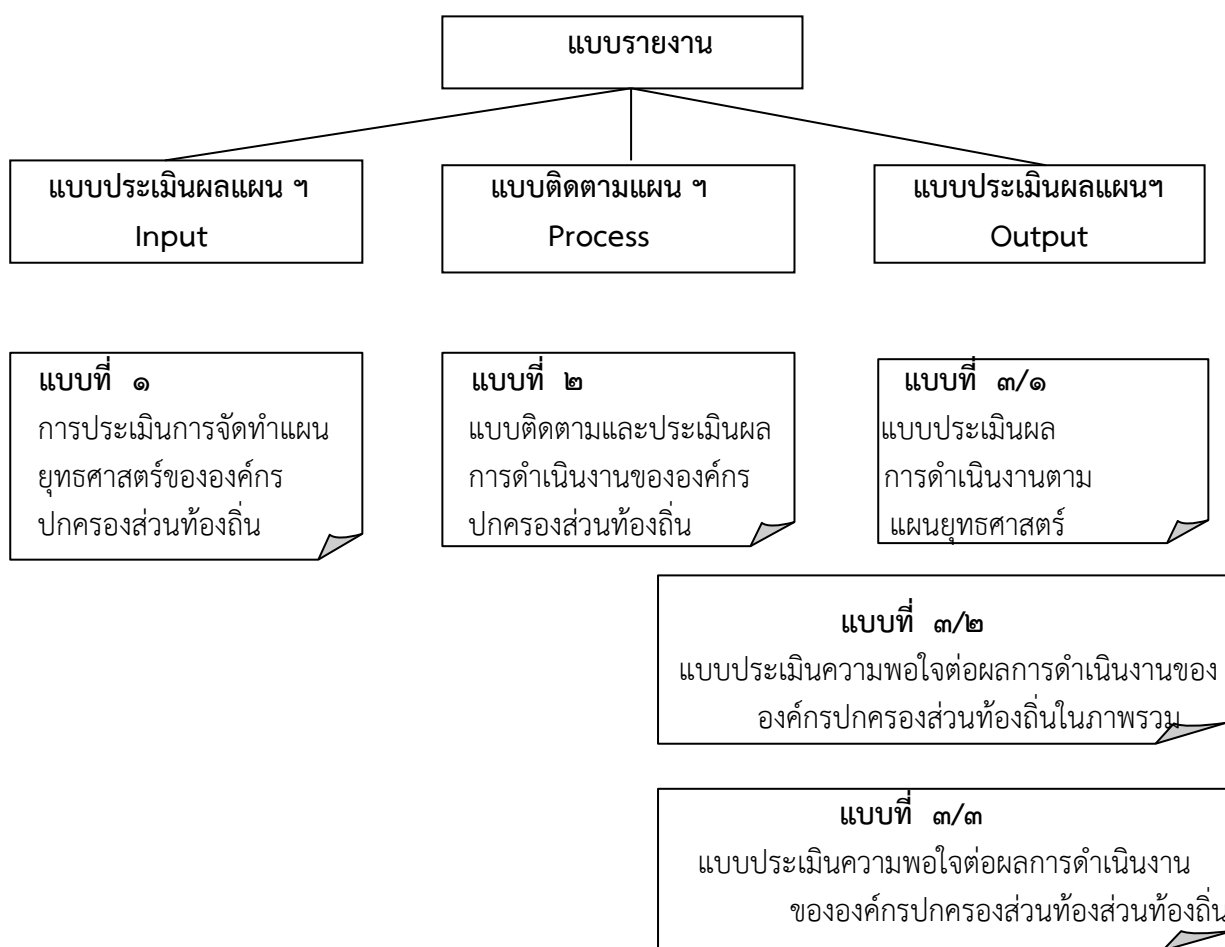 แบบรายงาน
แบบประเมินผลแผน ฯ
Input
แบบติดตามแผน ฯ
Process
แบบประเมินผลแผนฯ
Output
แบบที่ ๑
การประเมินการจัดทำแผน
ยุทธศาสตร์ขององค์กร
ปกครองส่วนท้องถิ่น
แบบที่ ๒
แบบติดตามและประเมินผล
การดำเนินงานขององค์กร
ปกครองส่วนท้องถิ่น
แบบที่ ๓/๑
แบบประเมินผล
การดำเนินงานตาม
แผนยุทธศาสตร์
แบบที่ ๓/๒
แบบประเมินความพอใจต่อผลการดำเนินงานของ
องค์กรปกครองส่วนท้องถิ่นในภาพรวม
แบบที่ ๓/๓
แบบประเมินความพอใจต่อผลการดำเนินงาน
ขององค์กรปกครองส่วนท้องส่วนท้องถิ่น